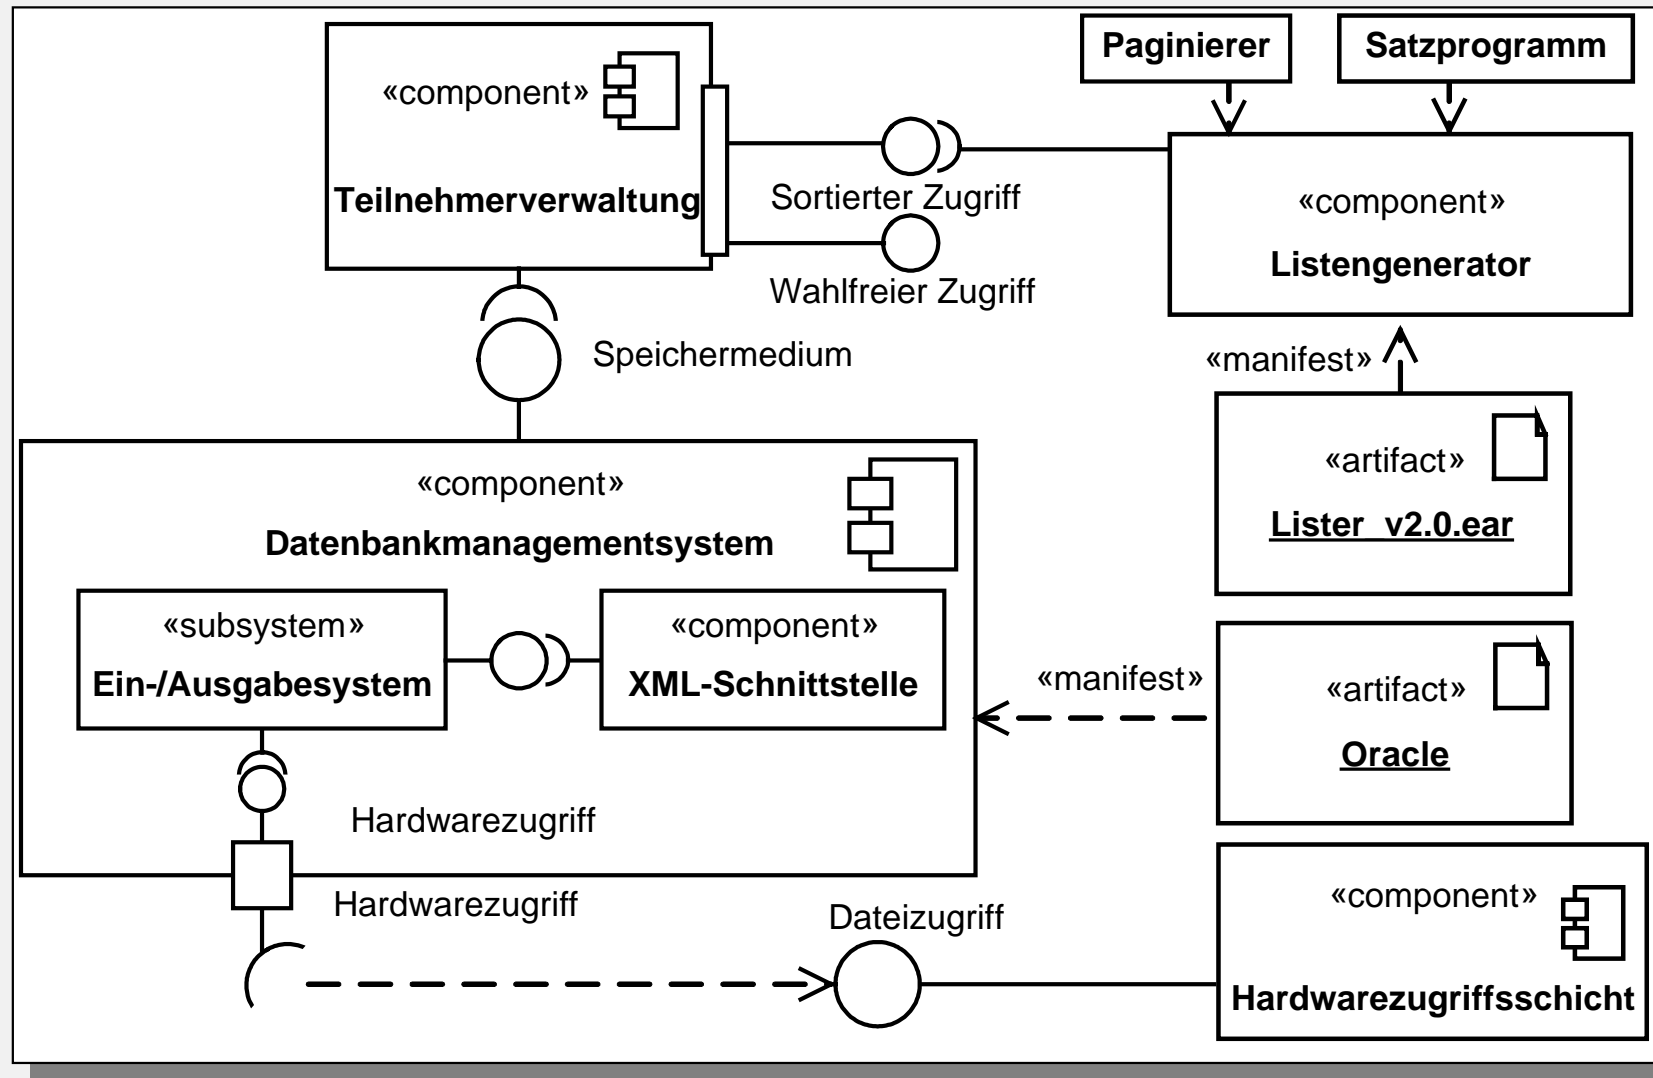 Paginierer
Satzprogramm
«component»
Teilnehmerverwaltung
Sortierter Zugriff
Wahlfreier Zugriff
«component»
Listengenerator
Speichermedium
«manifest»
«artifact»
Lister_v2.0.ear
«component»
Datenbankmanagementsystem
«subsystem»
Ein-/Ausgabesystem
«component»
XML-Schnittstelle
«manifest»
«artifact»
Oracle
Hardwarezugriff
Hardwarezugriff
Dateizugriff
«component»
Hardwarezugriffsschicht